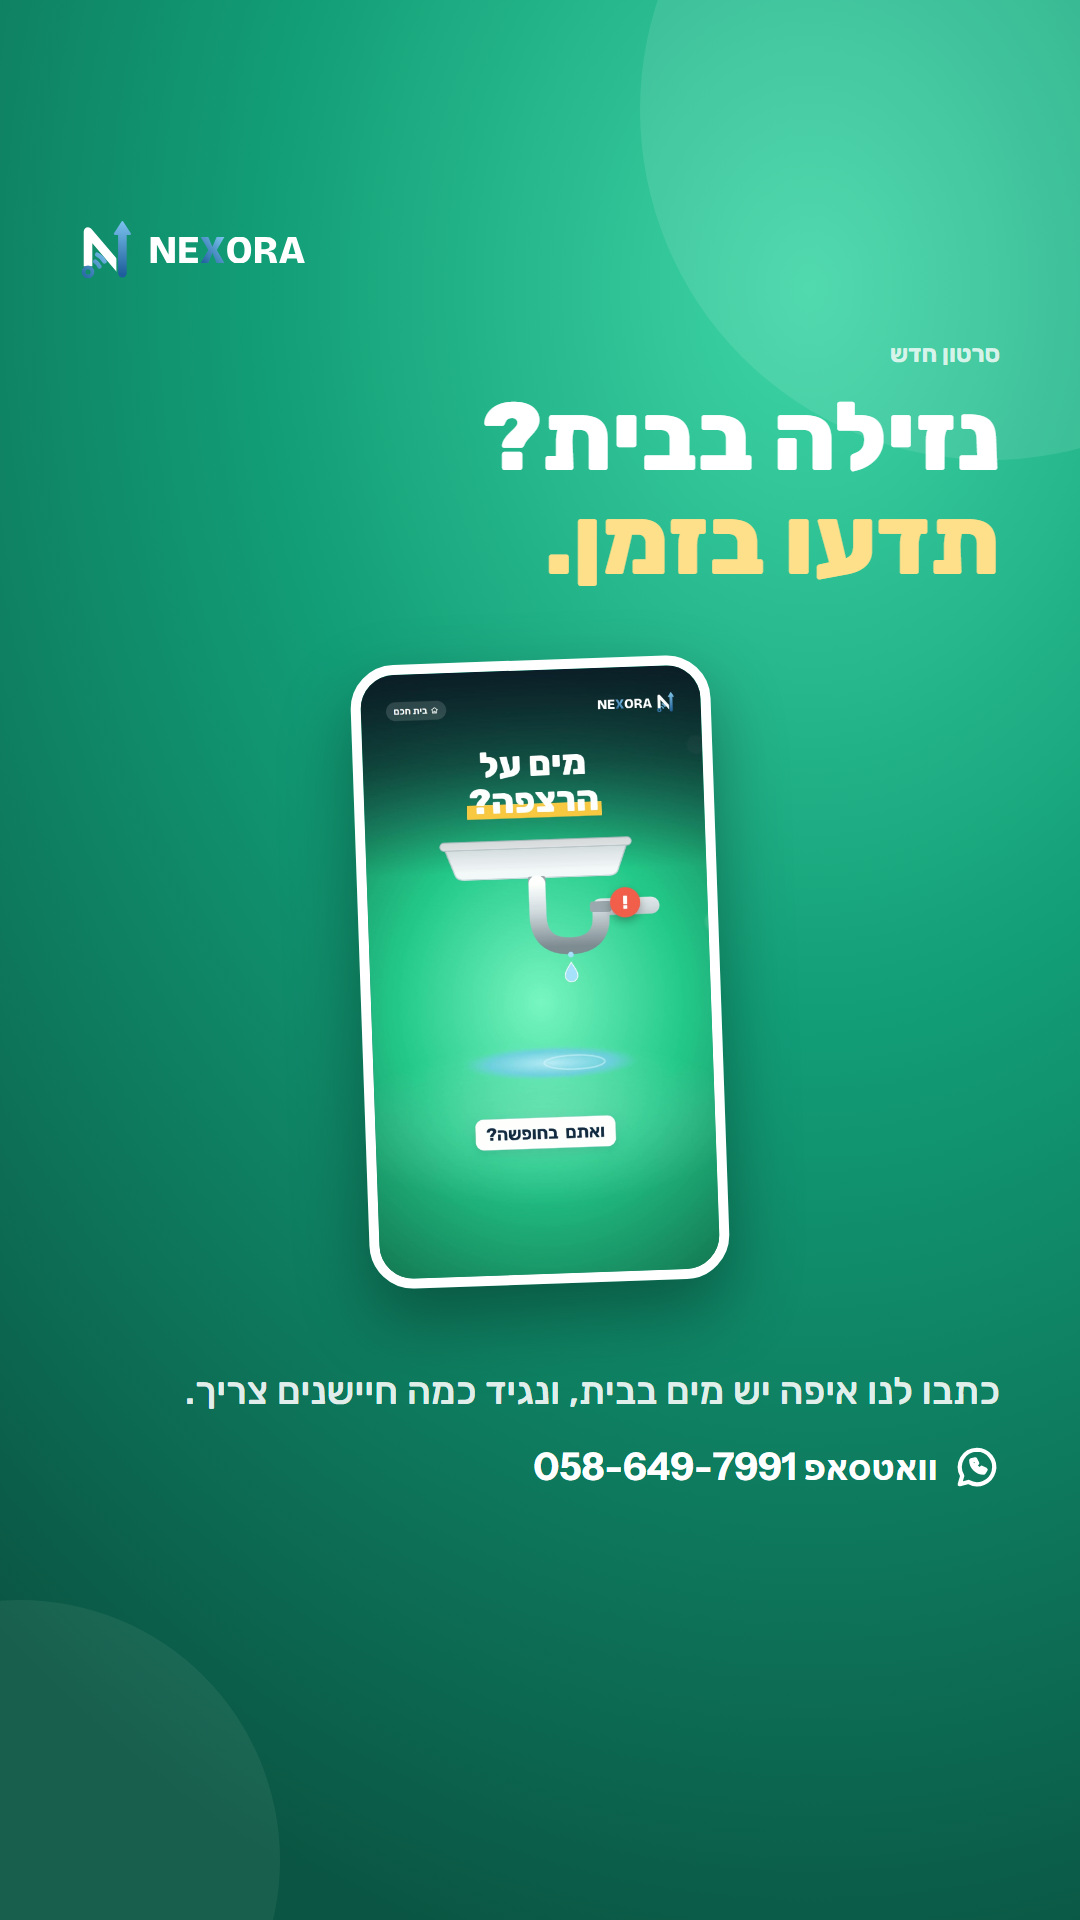 NEXORA
סרטון חדש
נזילה בבית?
תדעו בזמן.
NEXORA
בית חכם
מים על
הרצפה?
!
ואתם בחופשה?
כתבו לנו איפה יש מים בבית, ונגיד כמה חיישנים צריך.
וואטסאפ 058-649-7991